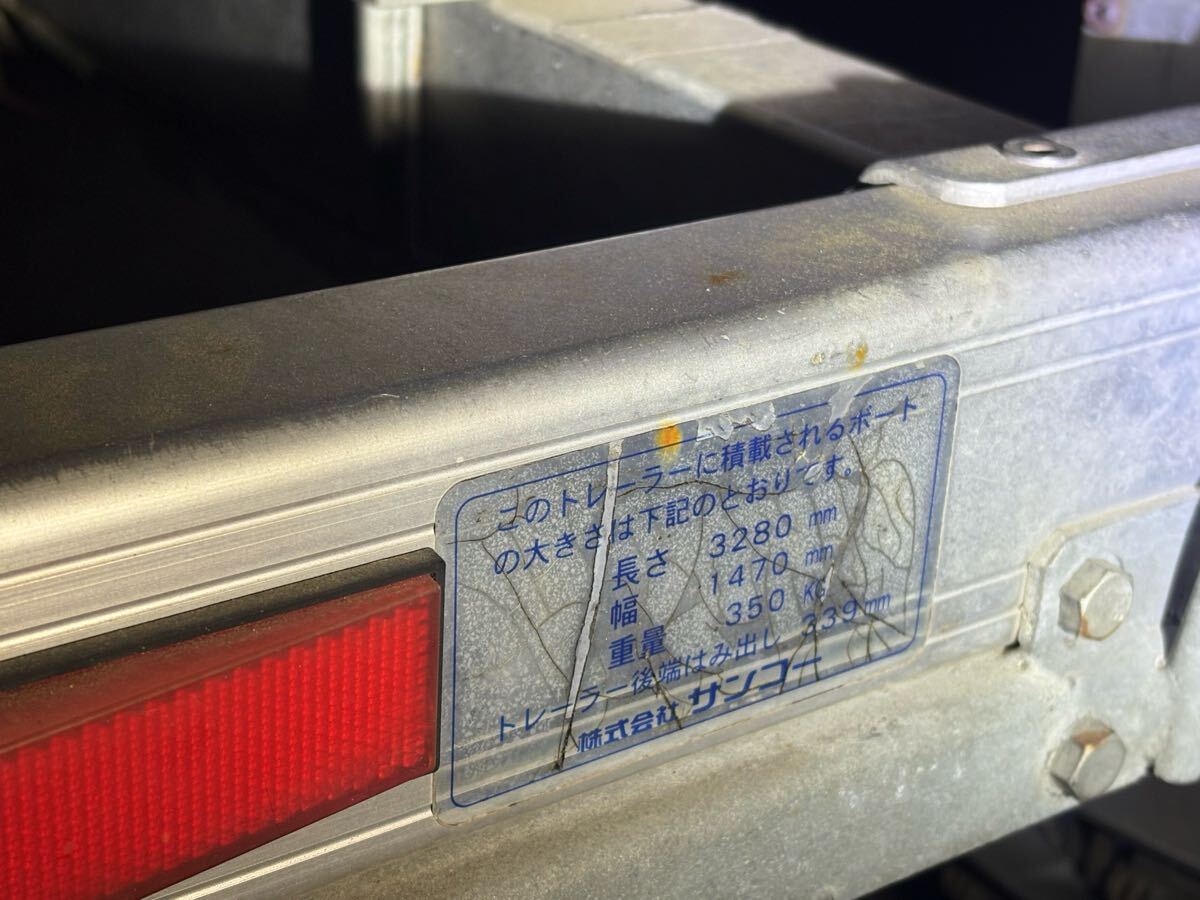 このトレーラーに積載されるボート
の大きさは下記のとおりです。
長さ 3280 mm
幅 1470 mm
重量 350 KG
トレーラー後端はみ出し 339mm
株式会社 サンコー